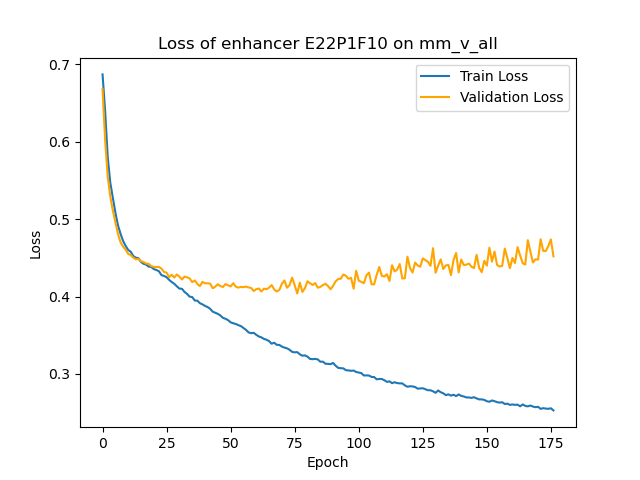 Loss of enhancer E22P1F10 on mm_v_all
Train Loss
Validation Loss
0.7
0.6
0.5
0.4
0.3
Loss
0
25
50
75
100
125
150
175
Epoch